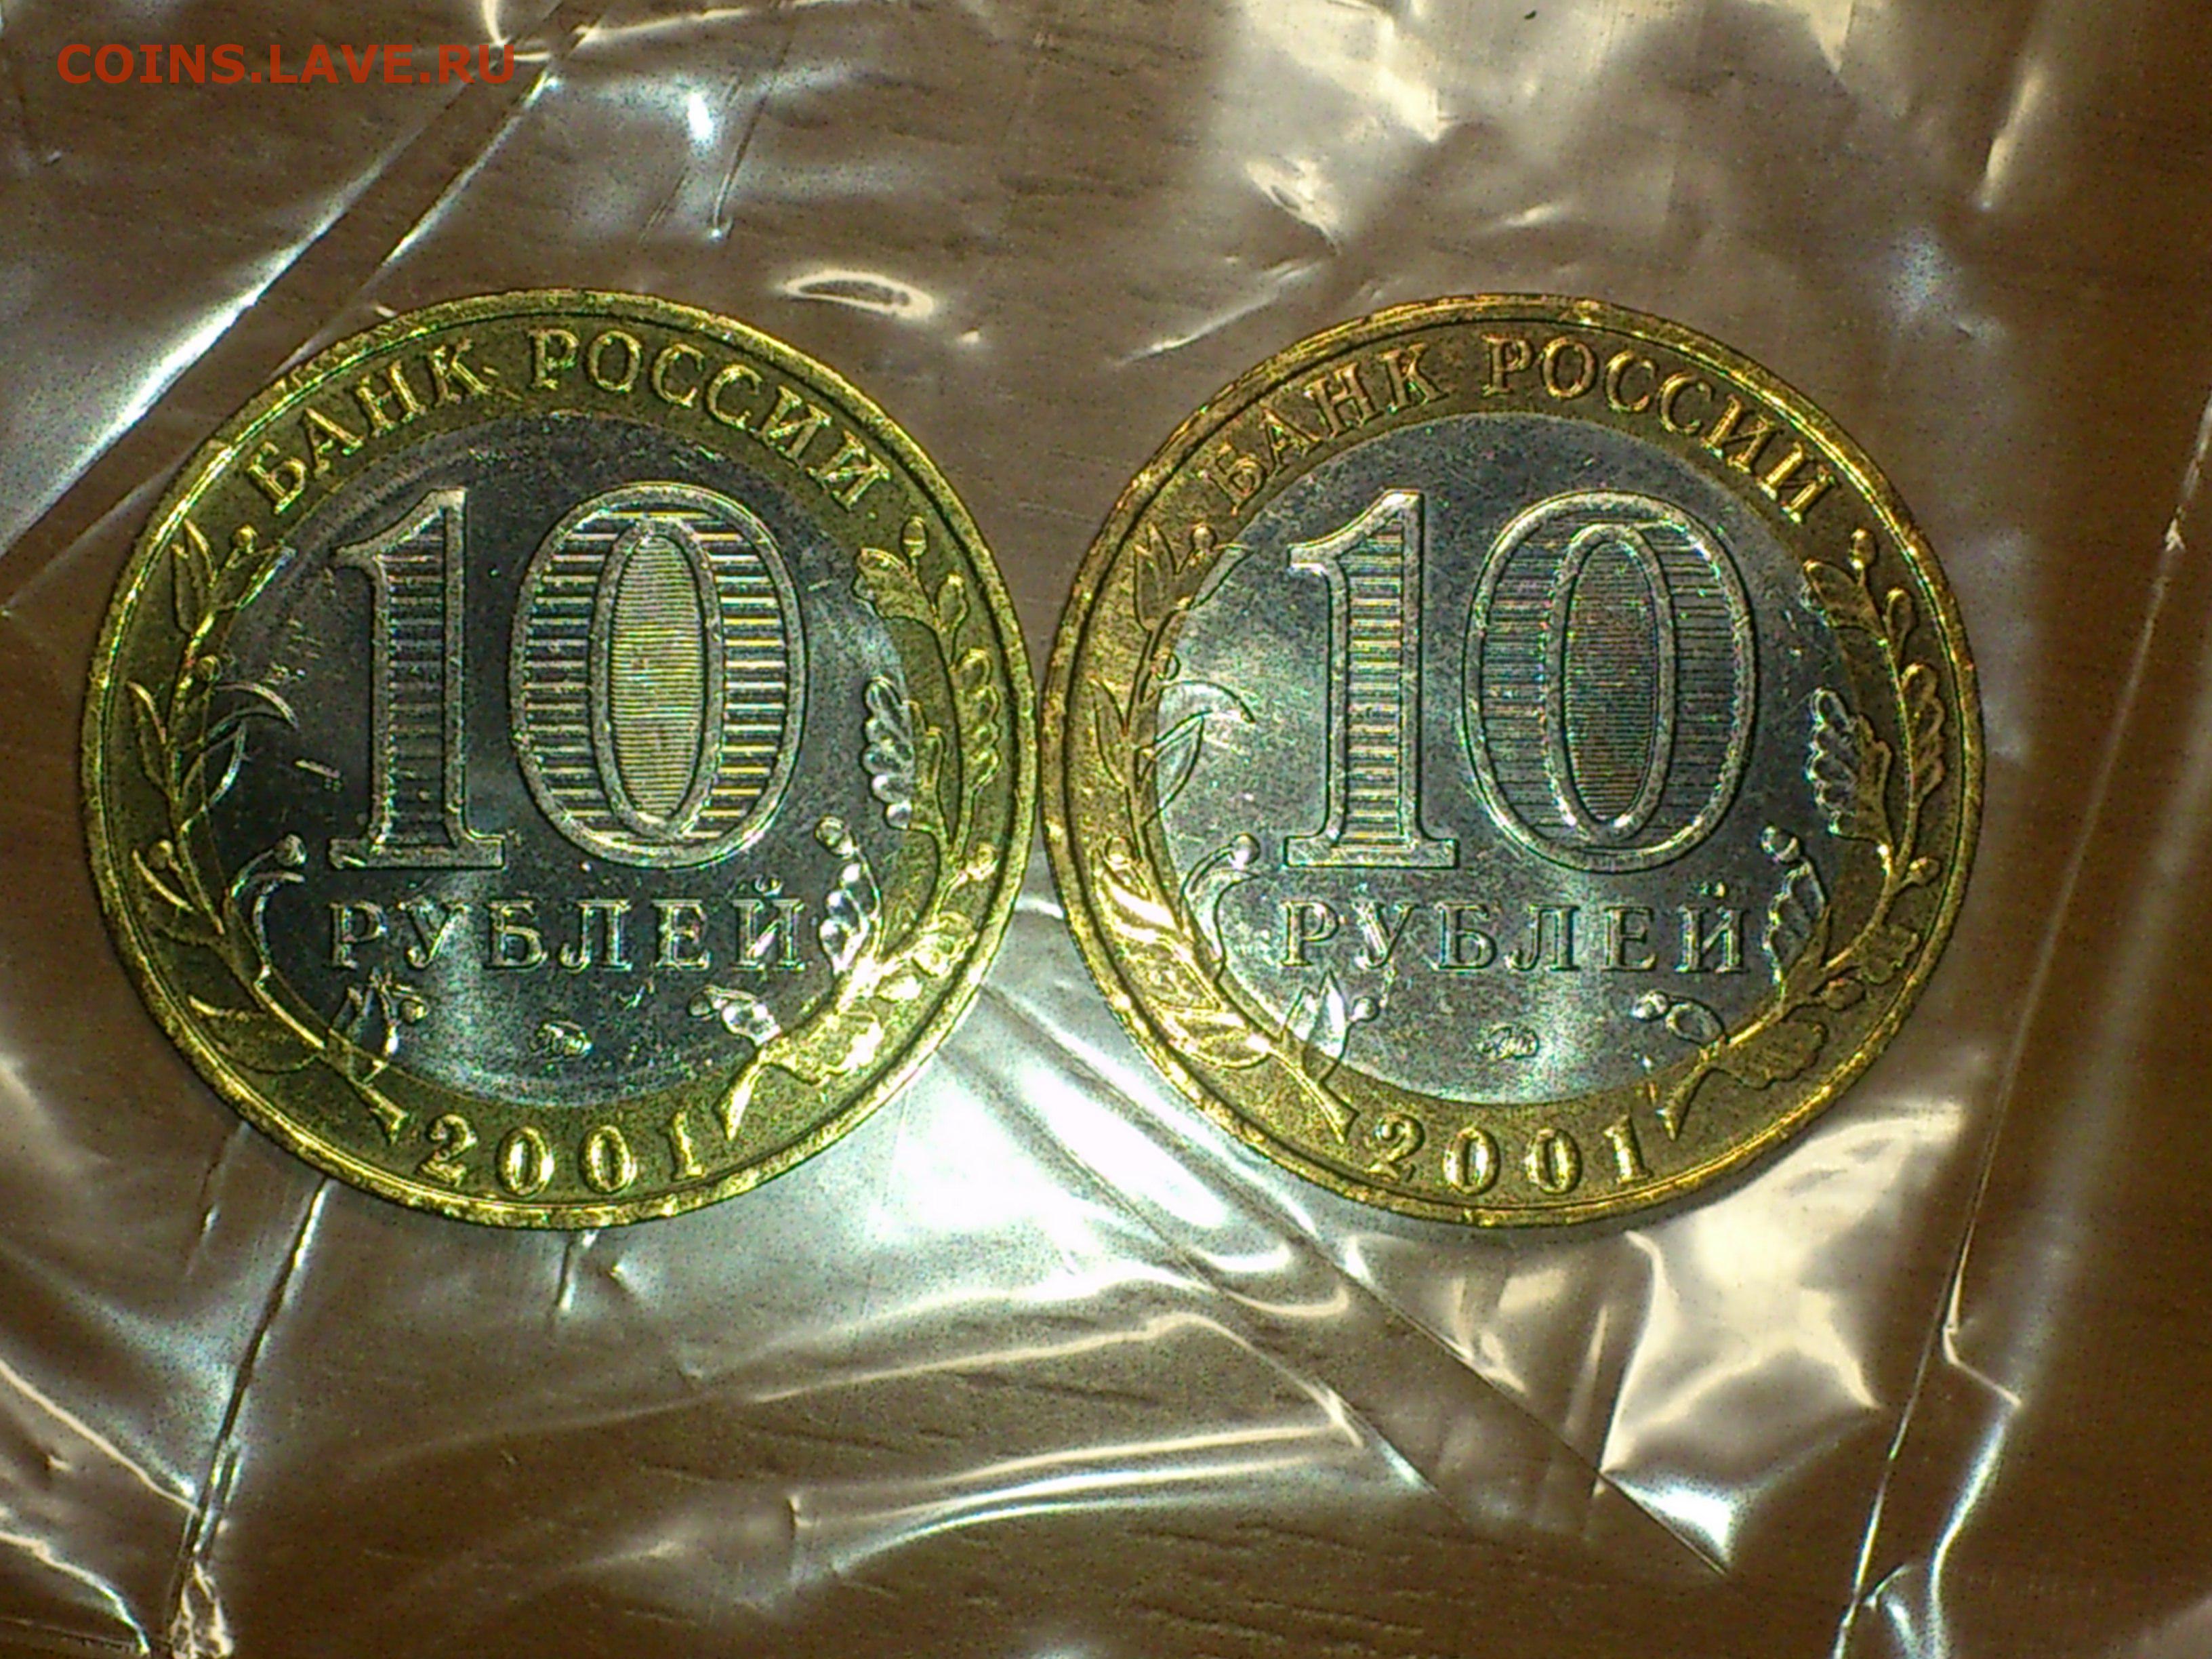 COINS.LAVE.RU
БАНК РОССИИ
10
РУБЛЕЙ
2001
БАНК РОССИИ
10
РУБЛЕЙ
2001